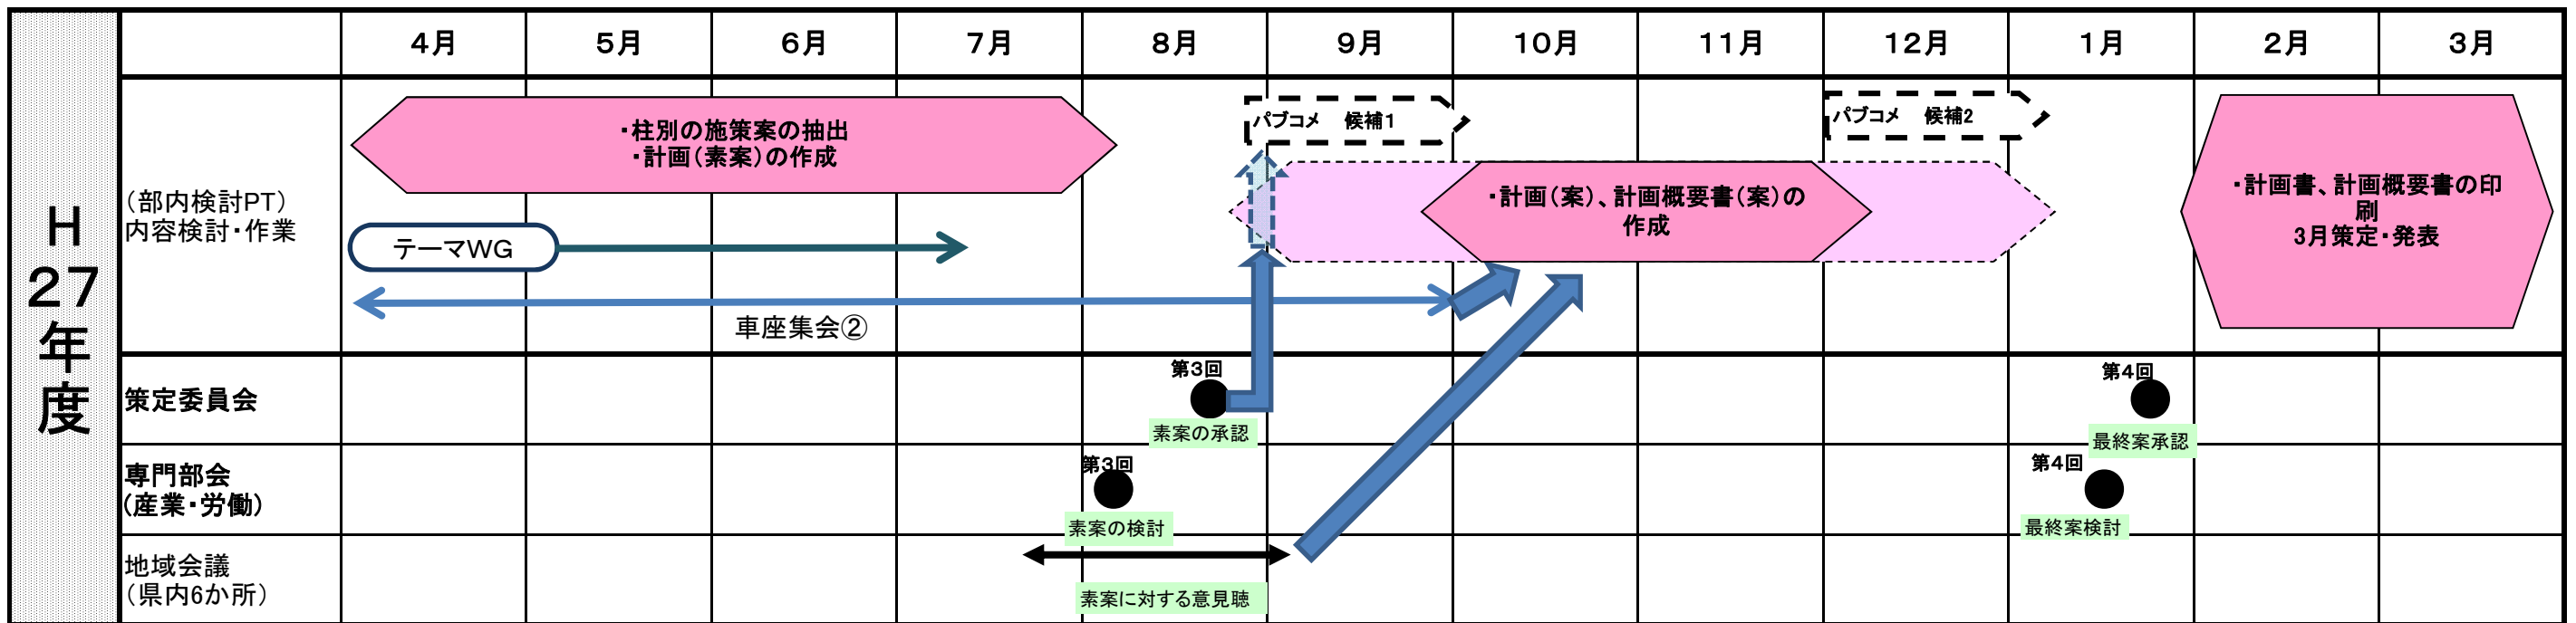 H
27
年
度
4月
5月
6月
7月
8月
9月
10月
11月
12月
1月
2月
3月
（部内検討PT）
内容検討・作業
・柱別の施策案の抽出
・計画（素案）の作成
テーマWG
車座集会②
パブコメ　候補1
パブコメ　候補2
・計画（案）、計画概要書（案）の
作成
・計画書、計画概要書の印
刷
3月策定・発表
策定委員会
第3回
素案の承認
第4回
最終案承認
専門部会
（産業・労働）
第3回
素案の検討
第4回
最終案検討
地域会議
（県内6か所）
素案に対する意見聴